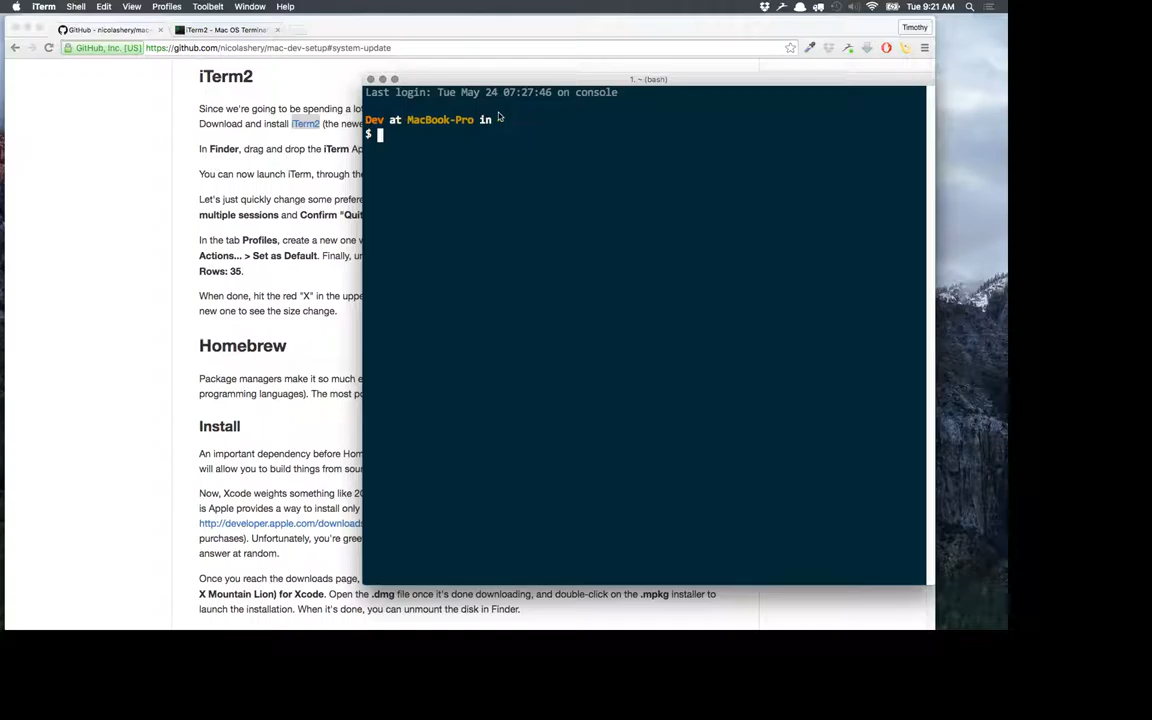 iTerm Shell Edit View Profiles Toolbelt Window Help Tue 9:21 AM
GitHub - nicolashery/mac- iTerm2 - Mac OS Termina Timothy
GitHub, Inc. [US] https://github.com/nicolashery/mac-dev-setup#system-update
iTerm2
Since we're going to be spending a lot
Download and install iTerm2 (the newe
In Finder, drag and drop the iTerm Ap
You can now launch iTerm, through the
Let's just quickly change some prefere
multiple sessions and Confirm "Quit
In the tab Profiles, create a new one w
Actions... > Set as Default. Finally, un
Rows: 35.
When done, hit the red "X" in the uppe
new one to see the size change.
Homebrew
Package managers make it so much e
programming languages). The most po
Install
An important dependency before Hom
will allow you to build things from sour
Now, Xcode weights something like 20
is Apple provides a way to install only
http://developer.apple.com/downloads
purchases). Unfortunately, you're gree
answer at random.
Once you reach the downloads page,
X Mountain Lion) for Xcode. Open the .dmg file once it's done downloading, and double-click on the .mpkg installer to
launch the installation. When it's done, you can unmount the disk in Finder.
1. ~ (bash)
Last login: Tue May 24 07:27:46 on console
Dev at MacBook-Pro in
$